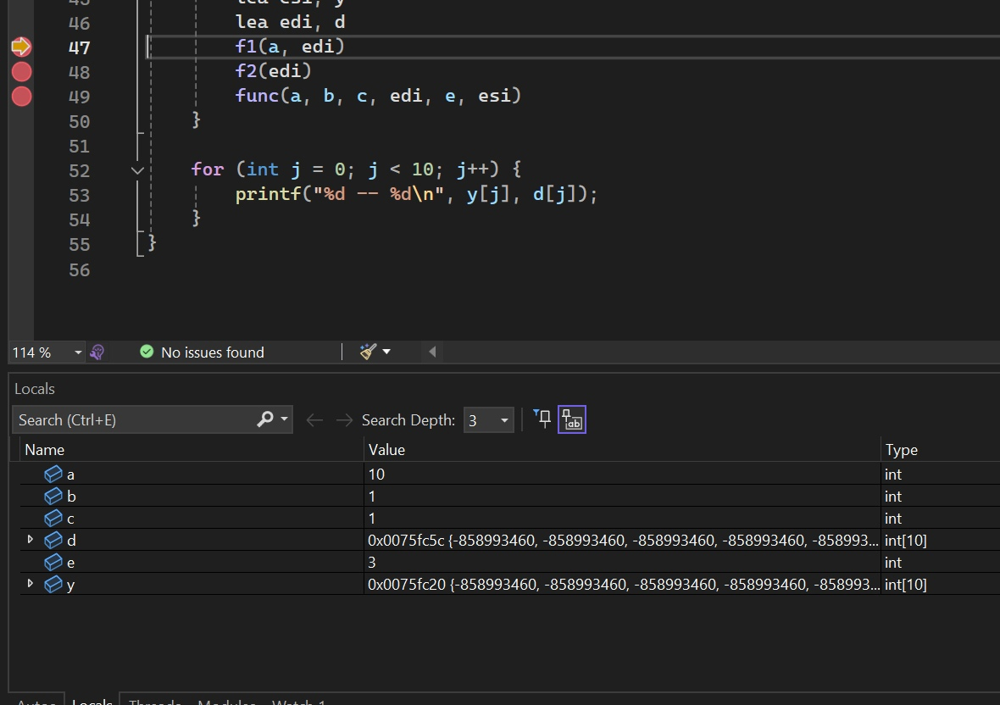 45 lea esi, y
46 lea edi, d
47 f1(a, edi)
48 f2(edi)
49 func(a, b, c, edi, e, esi)
50 }
51
52 for (int j = 0; j < 10; j++) {
53 printf("%d -- %d\n", y[j], d[j]);
54 }
55 }
56
114 % No issues found
Locals
Search (Ctrl+E) Search Depth: 3
Name Value Type
a 10 int
b 1 int
c 1 int
d 0x0075fc5c {-858993460, -858993460, -858993460, -858993460, -858993... int[10]
e 3 int
y 0x0075fc20 {-858993460, -858993460, -858993460, -858993460, -858993... int[10]
Autos Locals Threads Modules Watch 1